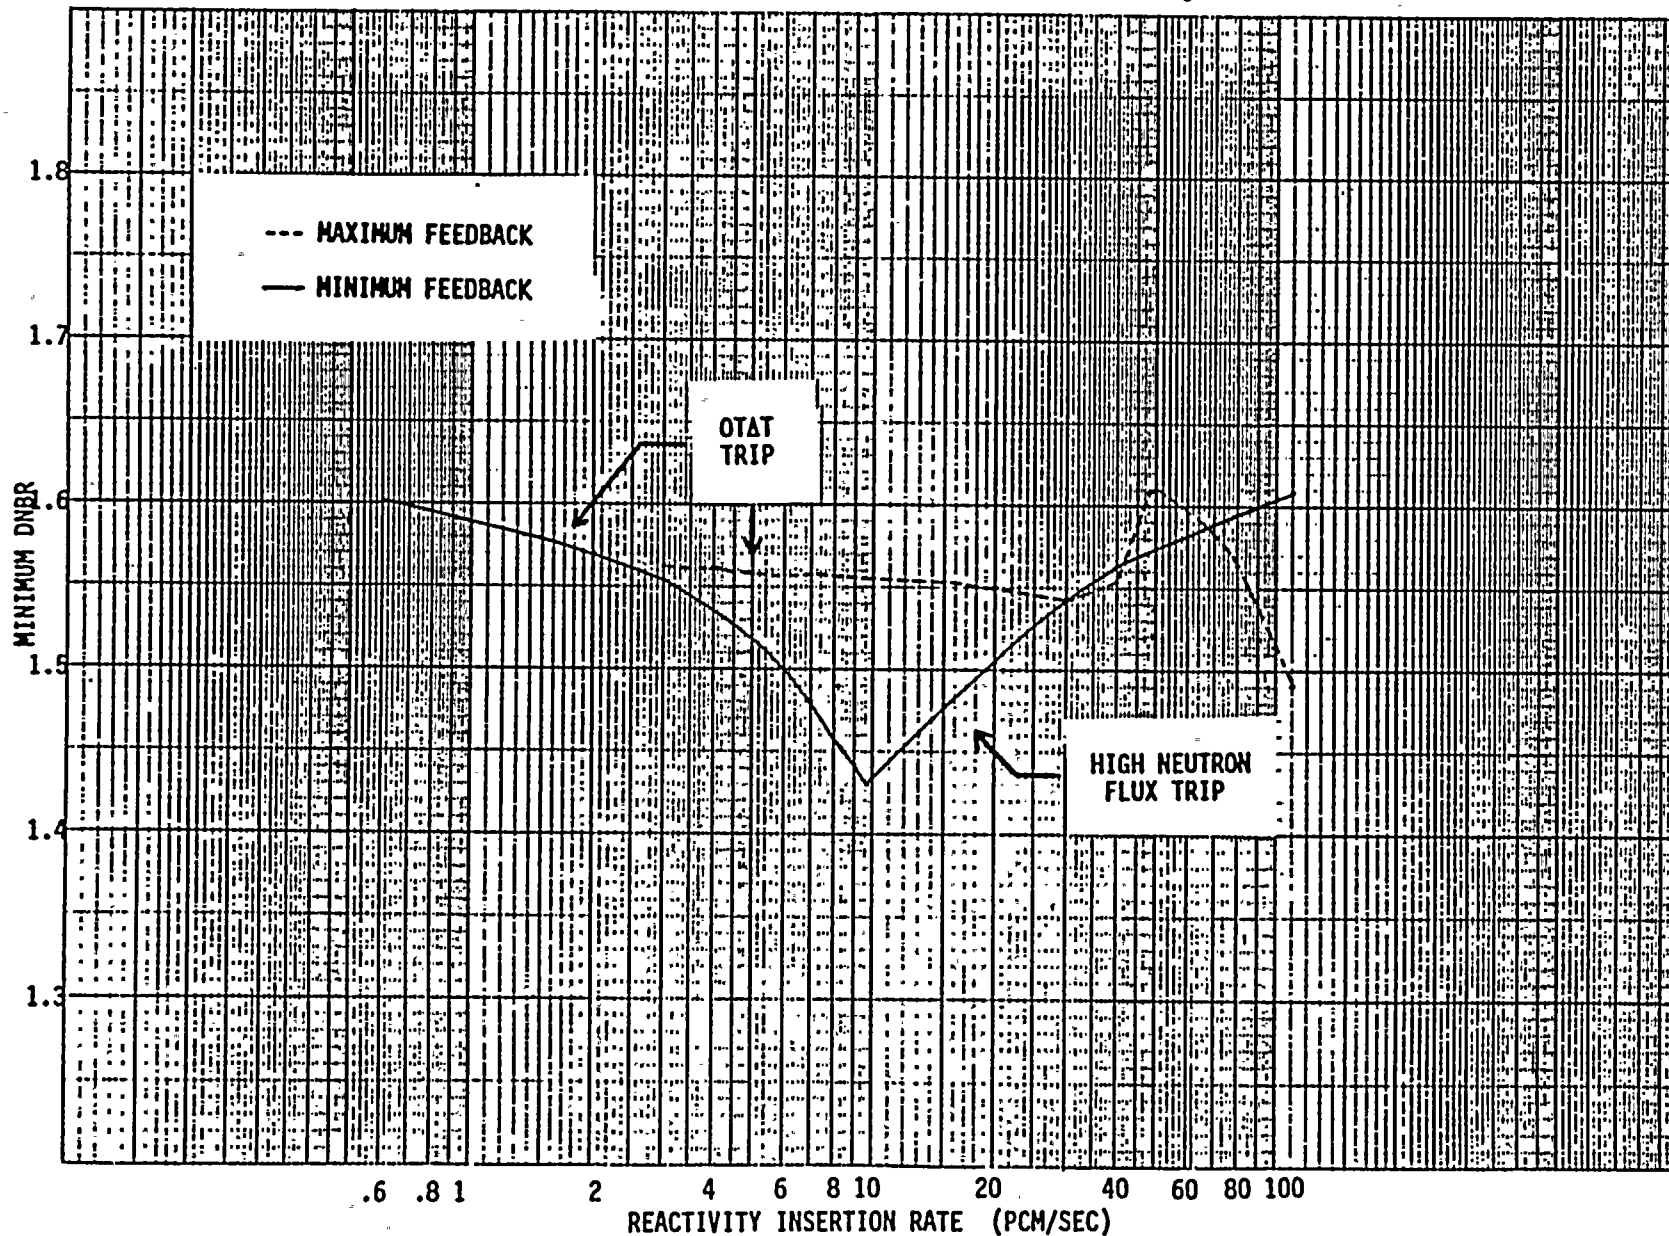 1.8
--- MAXIMUM FEEDBACK
— MINIMUM FEEDBACK
1.7
OTΔT
TRIP
1.6
MINIMUM DNBR
1.5
HIGH NEUTRON
FLUX TRIP
1.4
1.3
.6 .8 1 2 4 6 8 10 20 40 60 80 100
REACTIVITY INSERTION RATE (PCM/SEC)